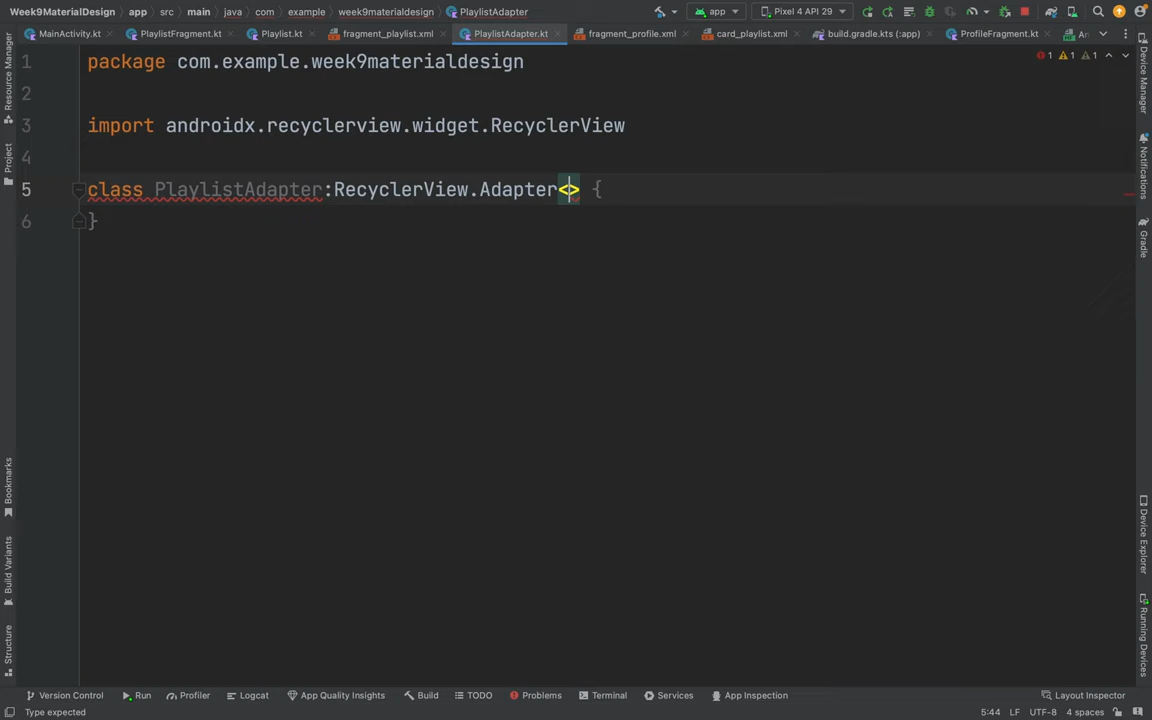 Week9MaterialDesign app src main java com example week9materialdesign PlaylistAdapter app Pixel 4 API 29
MainActivity.kt PlaylistFragment.kt Playlist.kt fragment_playlist.xml PlaylistAdapter.kt fragment_profile.xml card_playlist.xml build.gradle.kts (:app) ProfileFragment.kt An
Resource Manager
Project
Bookmarks
Build Variants
Structure
1 package com.example.week9materialdesign
2
3 import androidx.recyclerview.widget.RecyclerView
4
5 class PlaylistAdapter:RecyclerView.Adapter<> {
6 }
1 1 1
Device Manager
Notifications
Gradle
Device Explorer
Running Devices
Version Control Run Profiler Logcat App Quality Insights Build TODO Problems Terminal Services App Inspection Layout Inspector
Type expected 5:44 LF UTF-8 4 spaces